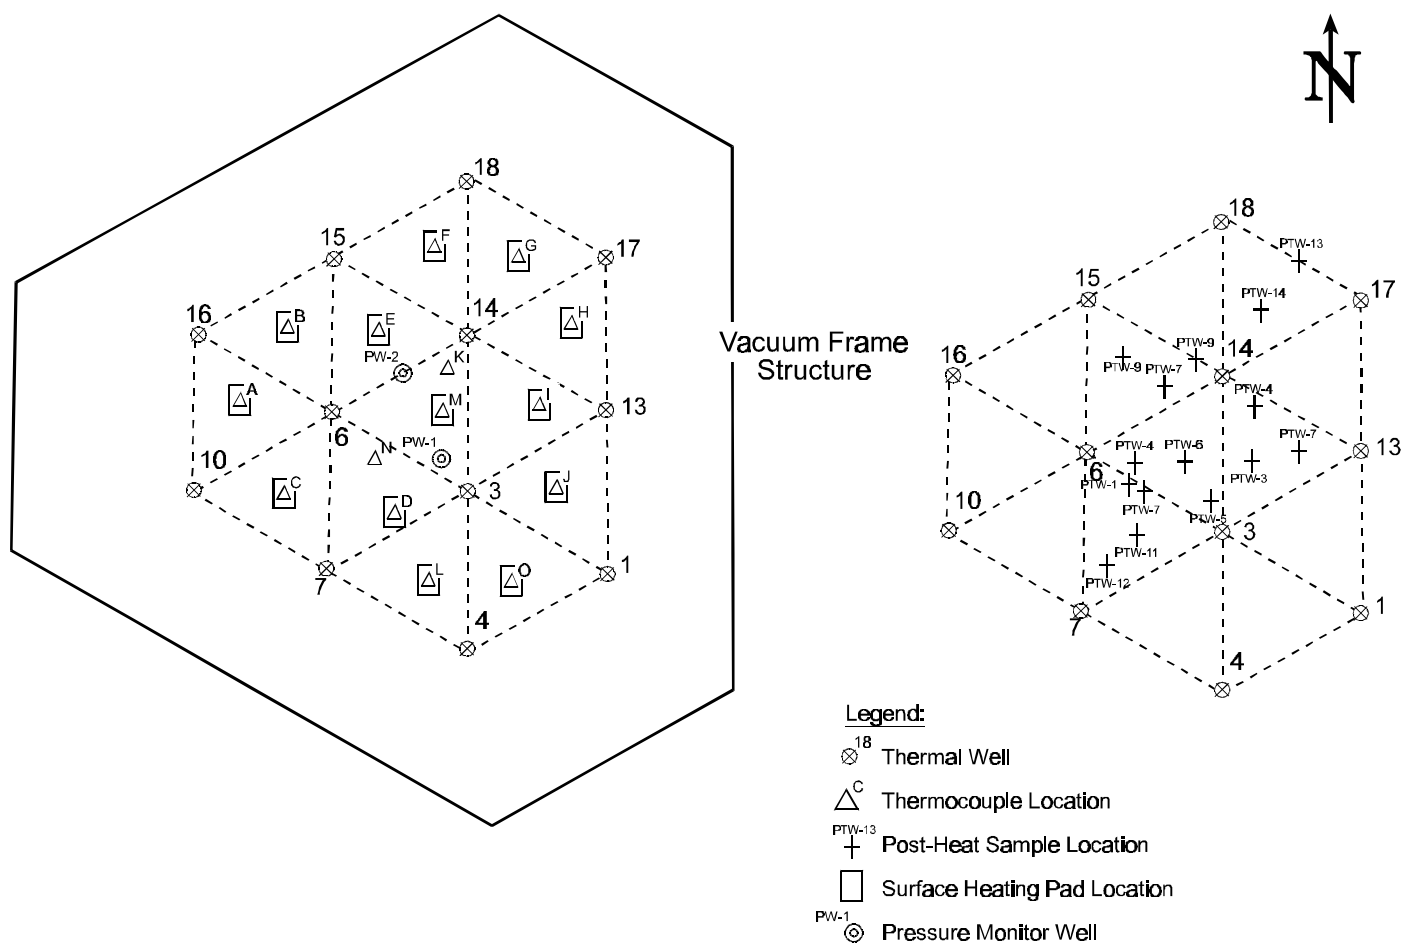 N
18
15
17
F
G
16
B
E
14
H
PW-2
K
A
M
I
13
6
PW-1
N
10
C
D
3
J
7
L
O
1
4
Vacuum Frame
Structure
18
PTW-13
15
17
PTW-14
16
PTW-9
PTW-9
14
PTW-7
PTW-4
13
PTW-4
PTW-6
PTW-7
6
PTW-3
PTW-1
10
PTW-7
PTW-5
3
PTW-11
PTW-12
7
1
4
Legend:
18 Thermal Well
C Thermocouple Location
PTW-13 Post-Heat Sample Location
Surface Heating Pad Location
PW-1 Pressure Monitor Well